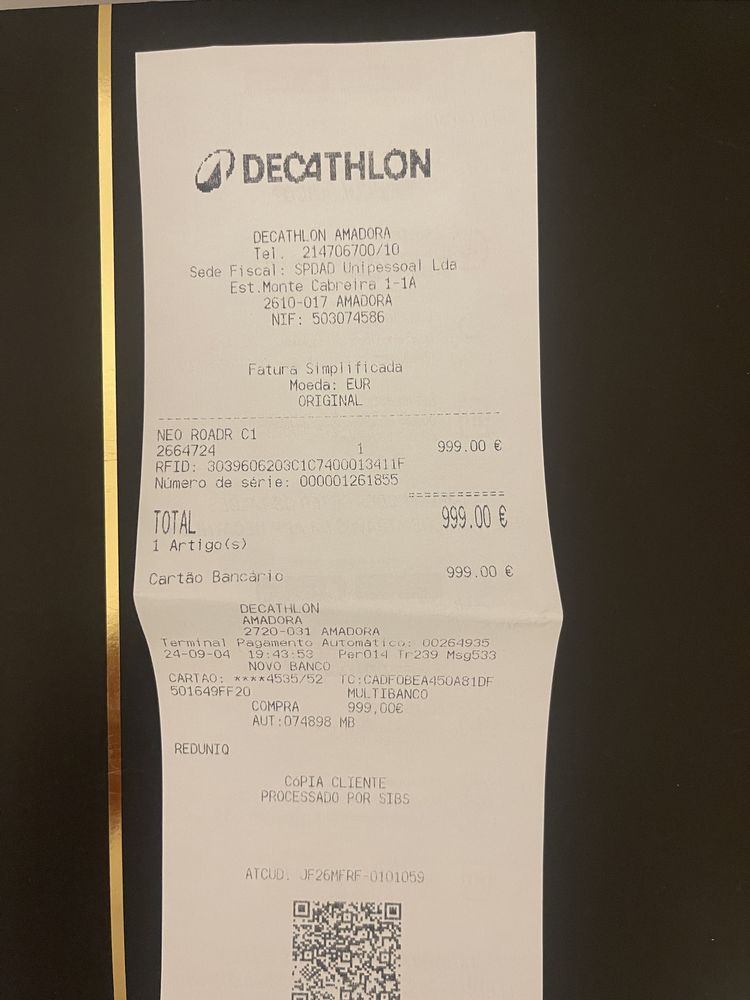 DECATHLON
DECATHLON AMADORA
Tel. 214706700/10
Sede Fiscal: SPDAD Unipessoal Lda
Est.Monte Cabreira 1-1A
2610-017 AMADORA
NIF: 503074586
Fatura Simplificada
Moeda: EUR
ORIGINAL
NEO ROADR C1
2664724 1 999.00 €
RFID: 3039606203C1C7400013411F
Número de série: 000001261855
TOTAL 999.00 €
1 Artigo(s)
Cartão Bancário 999.00 €
DECATHLON
AMADORA
2720-031 AMADORA
Terminal Pagamento Automático: 00264935
24-09-04 19:43:53 Per014 Tr239 Msg533
NOVO BANCO
CARTAO: ****4535/52 TC:CADF0BEA450A81DF
501649FF20 MULTIBANCO
COMPRA 999,00€
AUT:074898 MB
REDUNIQ
CóPIA CLIENTE
PROCESSADO POR SIBS
ATCUD: JF26MFRF-0101059